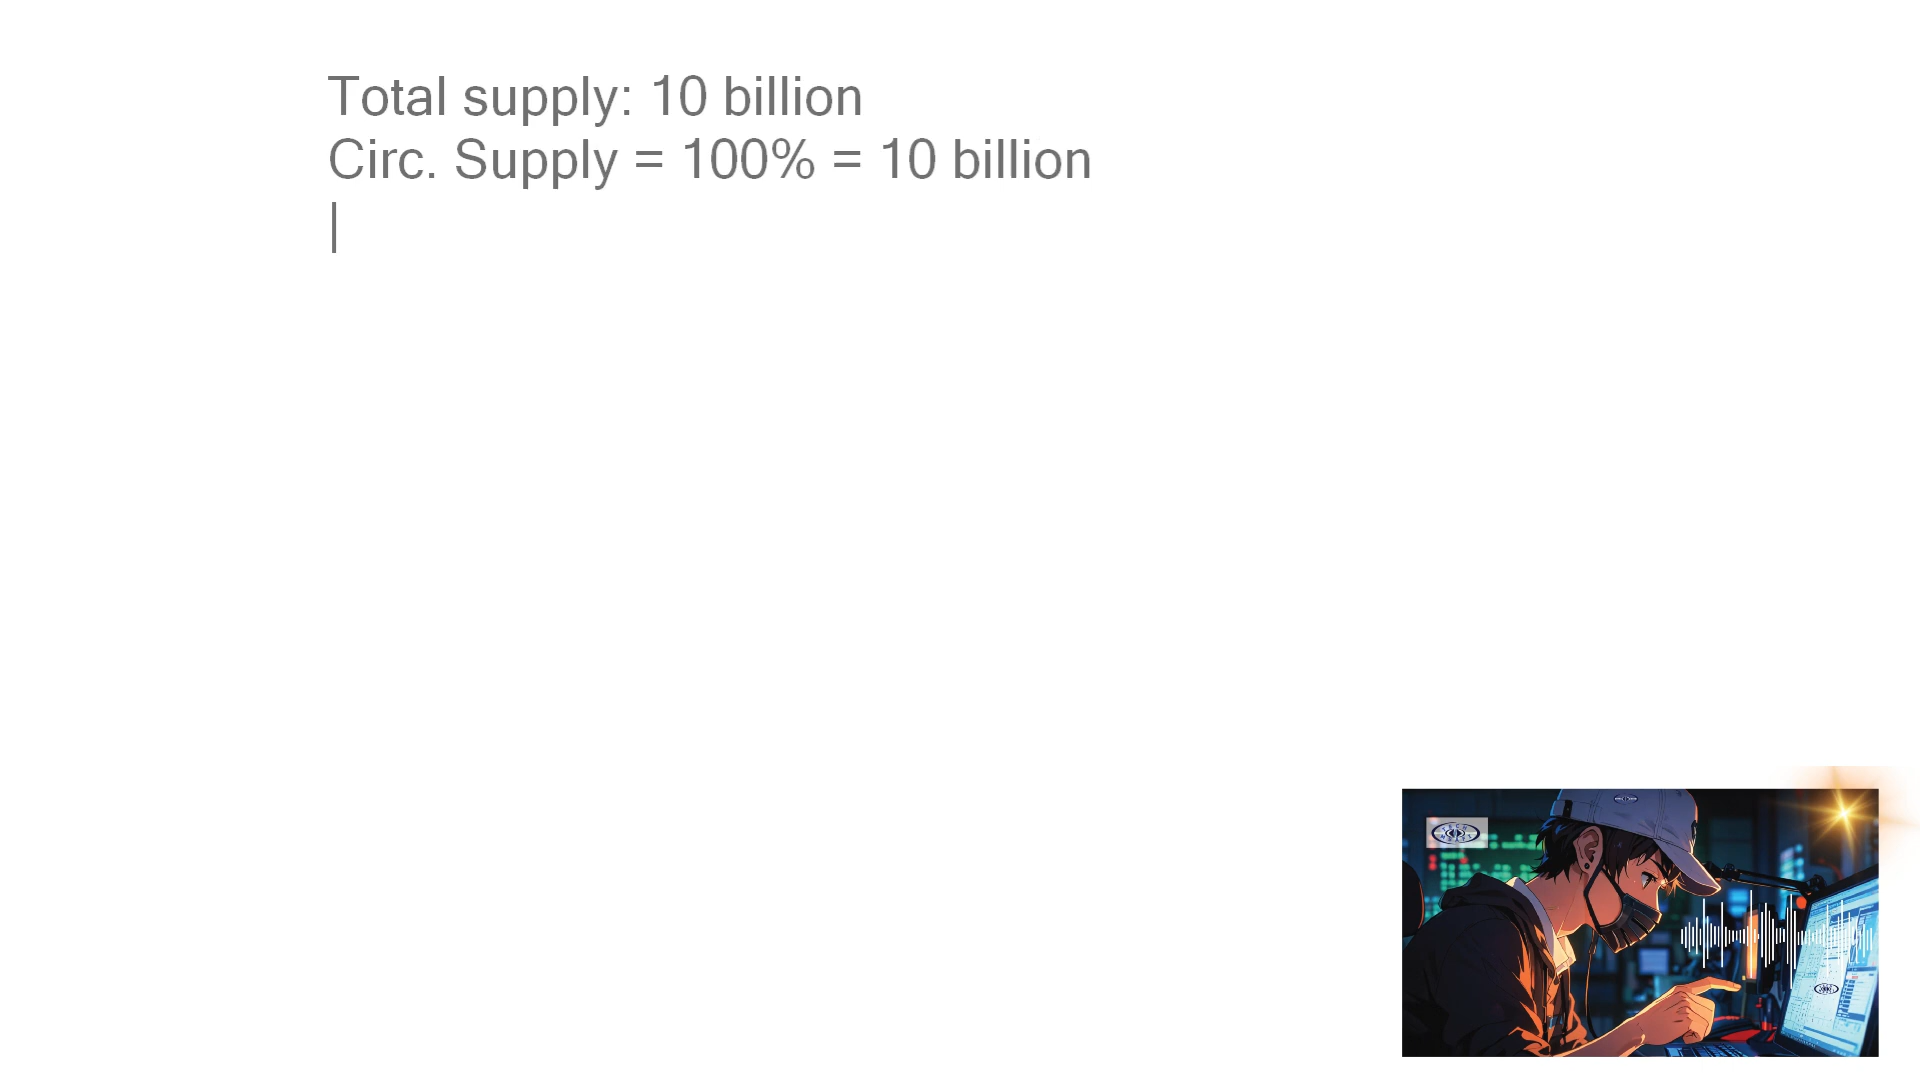 Total supply: 10 billion
Circ. Supply = 100% = 10 billion